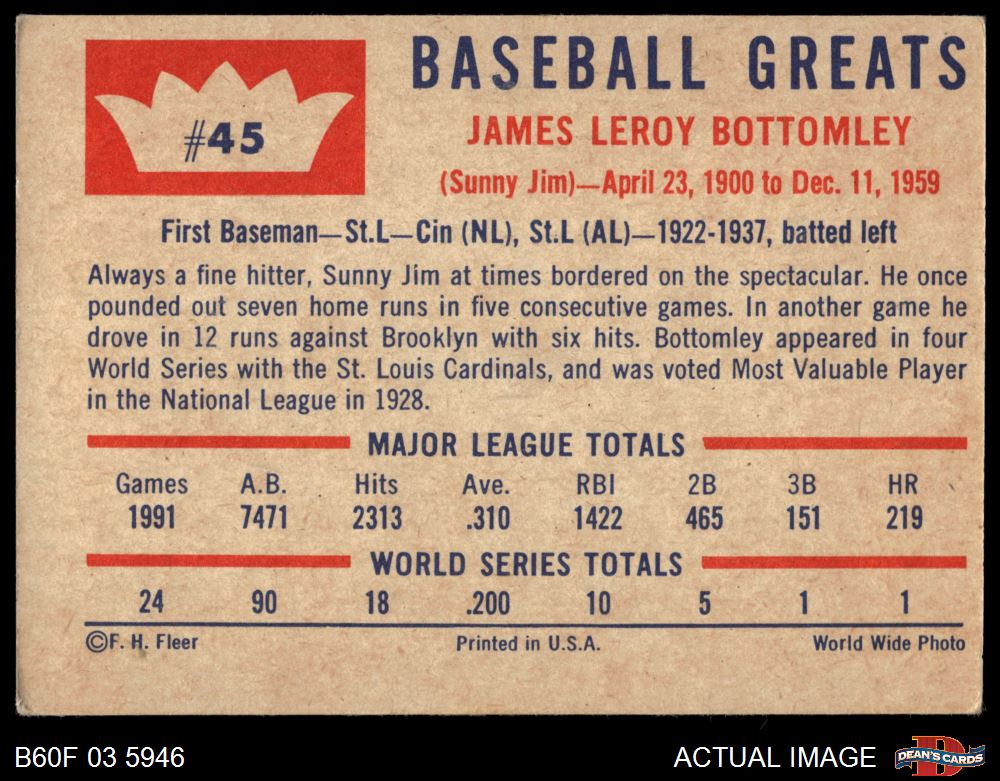 #45
BASEBALL GREATS
JAMES LEROY BOTTOMLEY
(Sunny Jim)—April 23, 1900 to Dec. 11, 1959
First Baseman—St.L—Cin (NL), St.L (AL)—1922-1937, batted left
Always a fine hitter, Sunny Jim at times bordered on the spectacular. He once
pounded out seven home runs in five consecutive games. In another game he
drove in 12 runs against Brooklyn with six hits. Bottomley appeared in four
World Series with the St. Louis Cardinals, and was voted Most Valuable Player
in the National League in 1928.
MAJOR LEAGUE TOTALS
Games A.B. Hits Ave. RBI 2B 3B HR
1991 7471 2313 .310 1422 465 151 219
WORLD SERIES TOTALS
24 90 18 .200 10 5 1 1
©F. H. Fleer Printed in U.S.A. World Wide Photo
B60F 03 5946 ACTUAL IMAGE DEAN'S CARDS